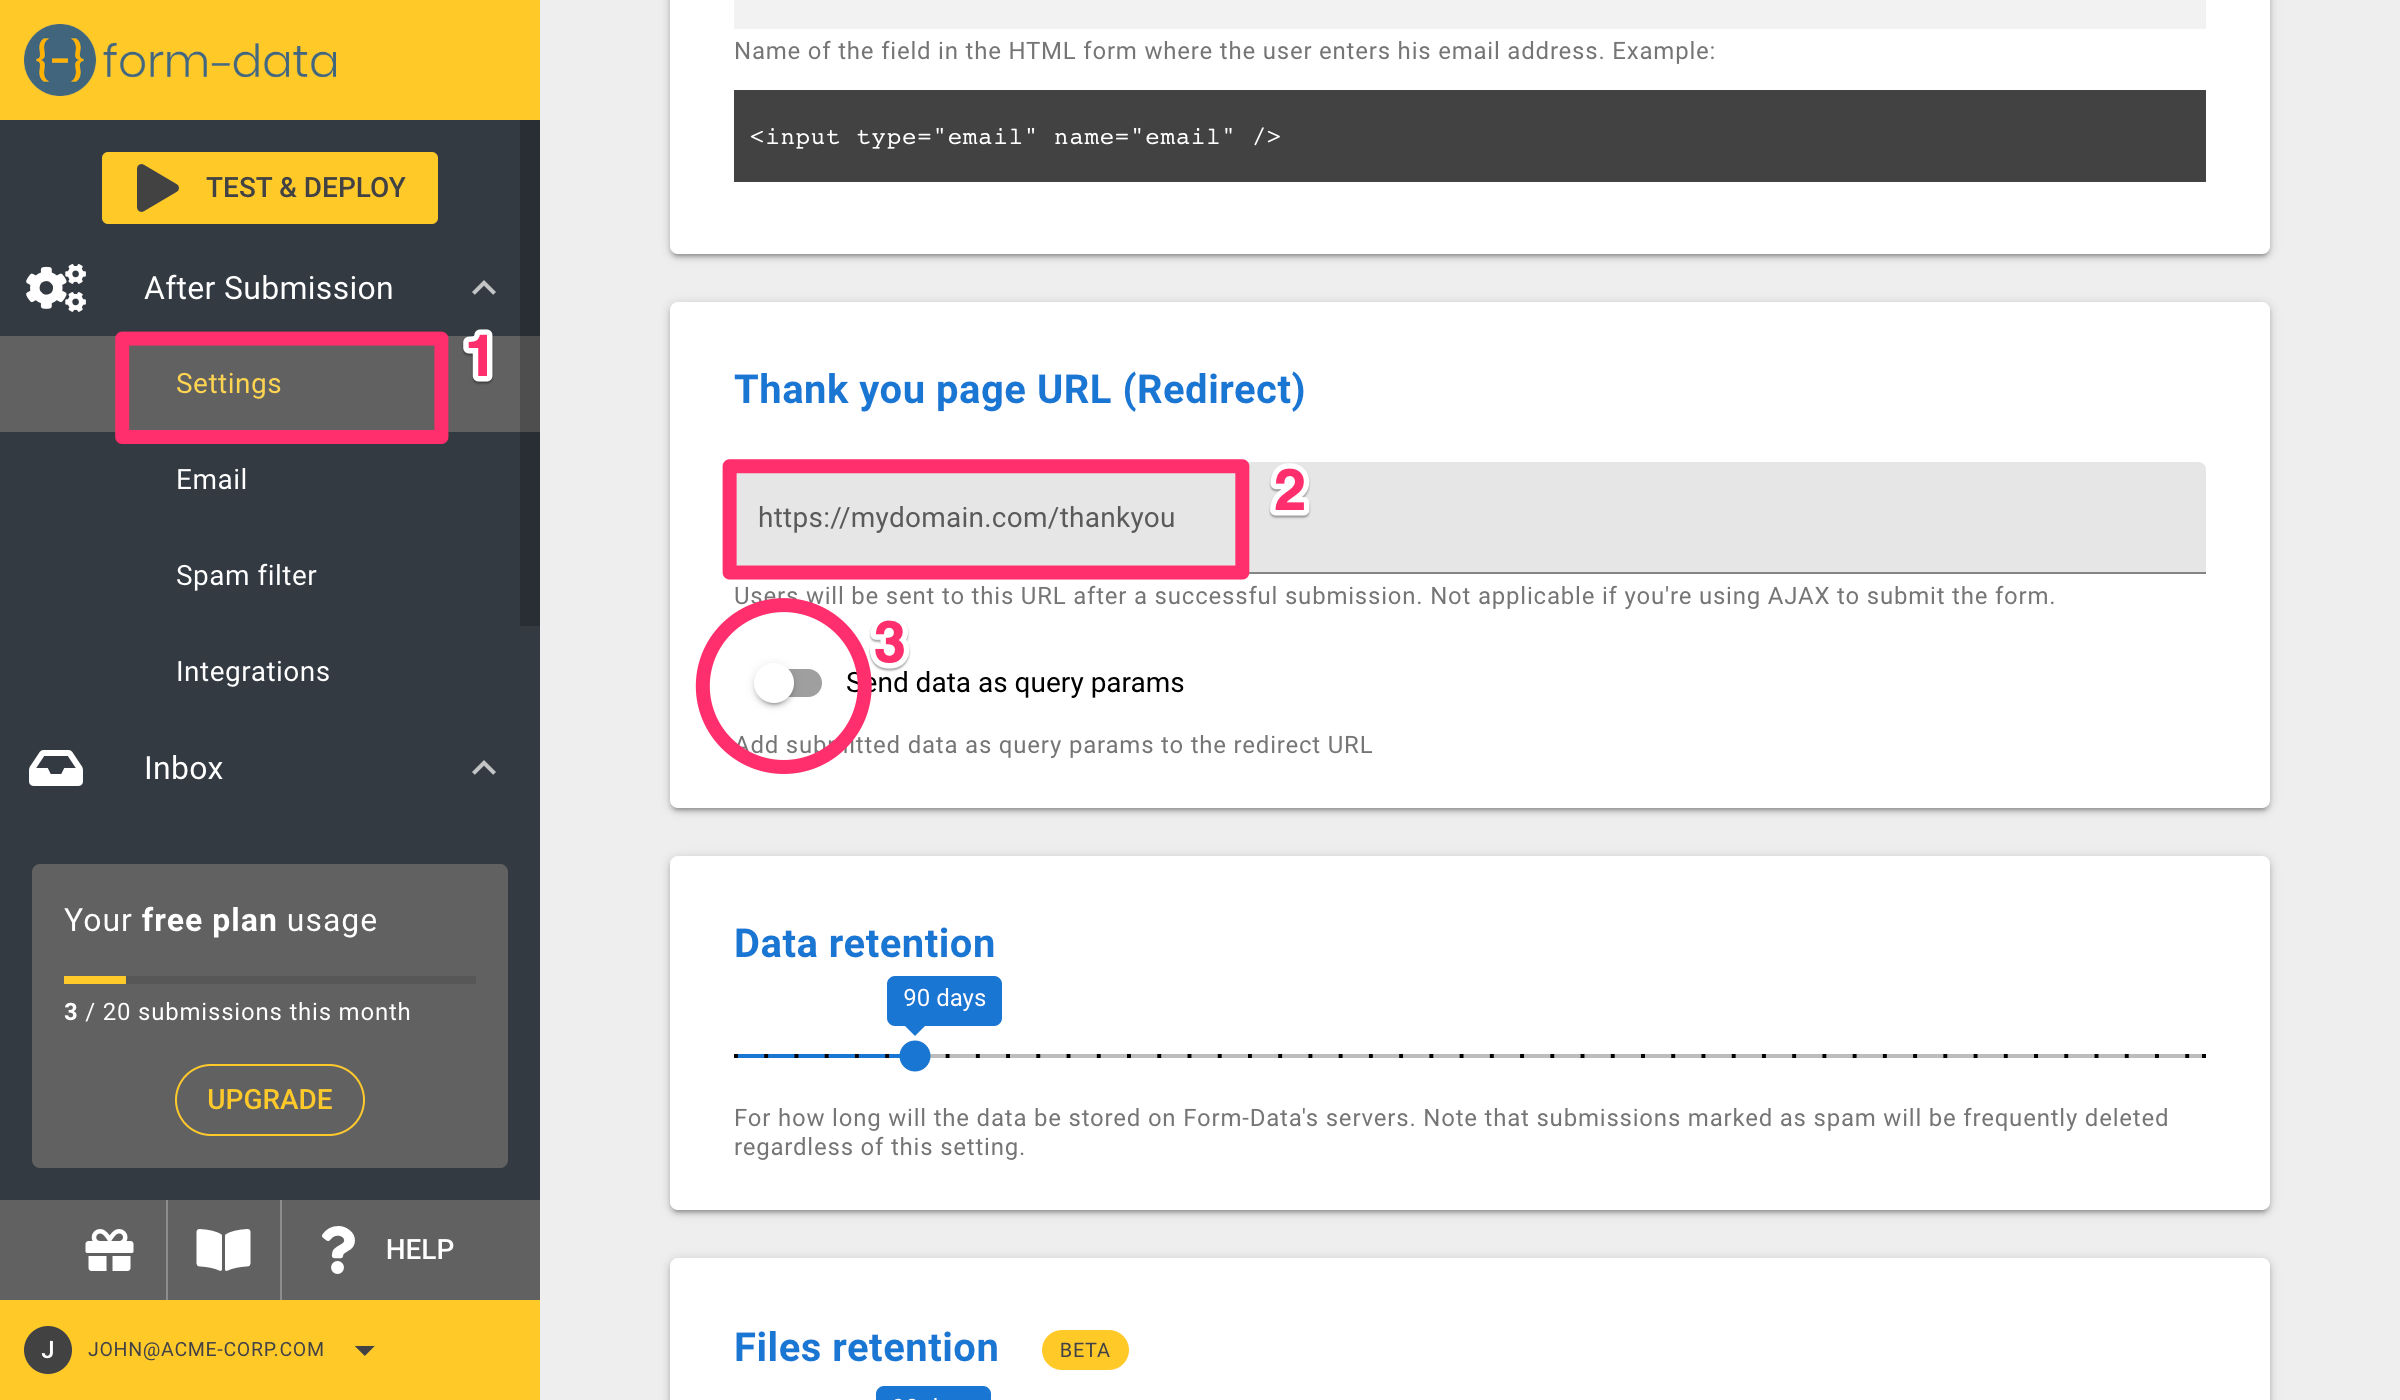 {-} form-data
TEST & DEPLOY
After Submission
Settings
1
Email
Spam filter
Integrations
Inbox
Your free plan usage
3 / 20 submissions this month
UPGRADE
HELP
J JOHN@ACME-CORP.COM
Name of the field in the HTML form where the user enters his email address. Example:
<input type="email" name="email" />
Thank you page URL (Redirect)
https://mydomain.com/thankyou
2
Users will be sent to this URL after a successful submission. Not applicable if you're using AJAX to submit the form.
3
Send data as query params
Add submitted data as query params to the redirect URL
Data retention
90 days
For how long will the data be stored on Form-Data's servers. Note that submissions marked as spam will be frequently deleted
regardless of this setting.
Files retention BETA